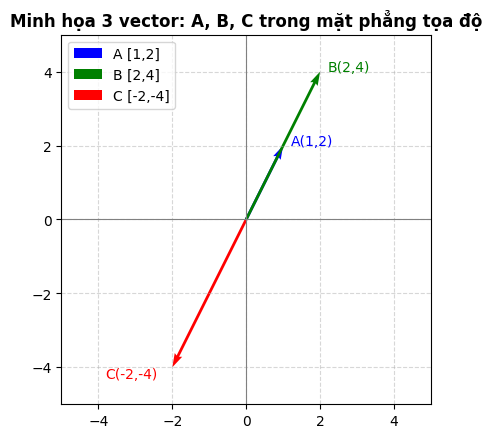 Minh họa 3 vector: A, B, C trong mặt phẳng tọa độ
A [1,2]
B [2,4]
C [-2,-4]
4
B(2,4)
2
A(1,2)
0
−2
−4
C(-2,-4)
−4 −2 0 2 4